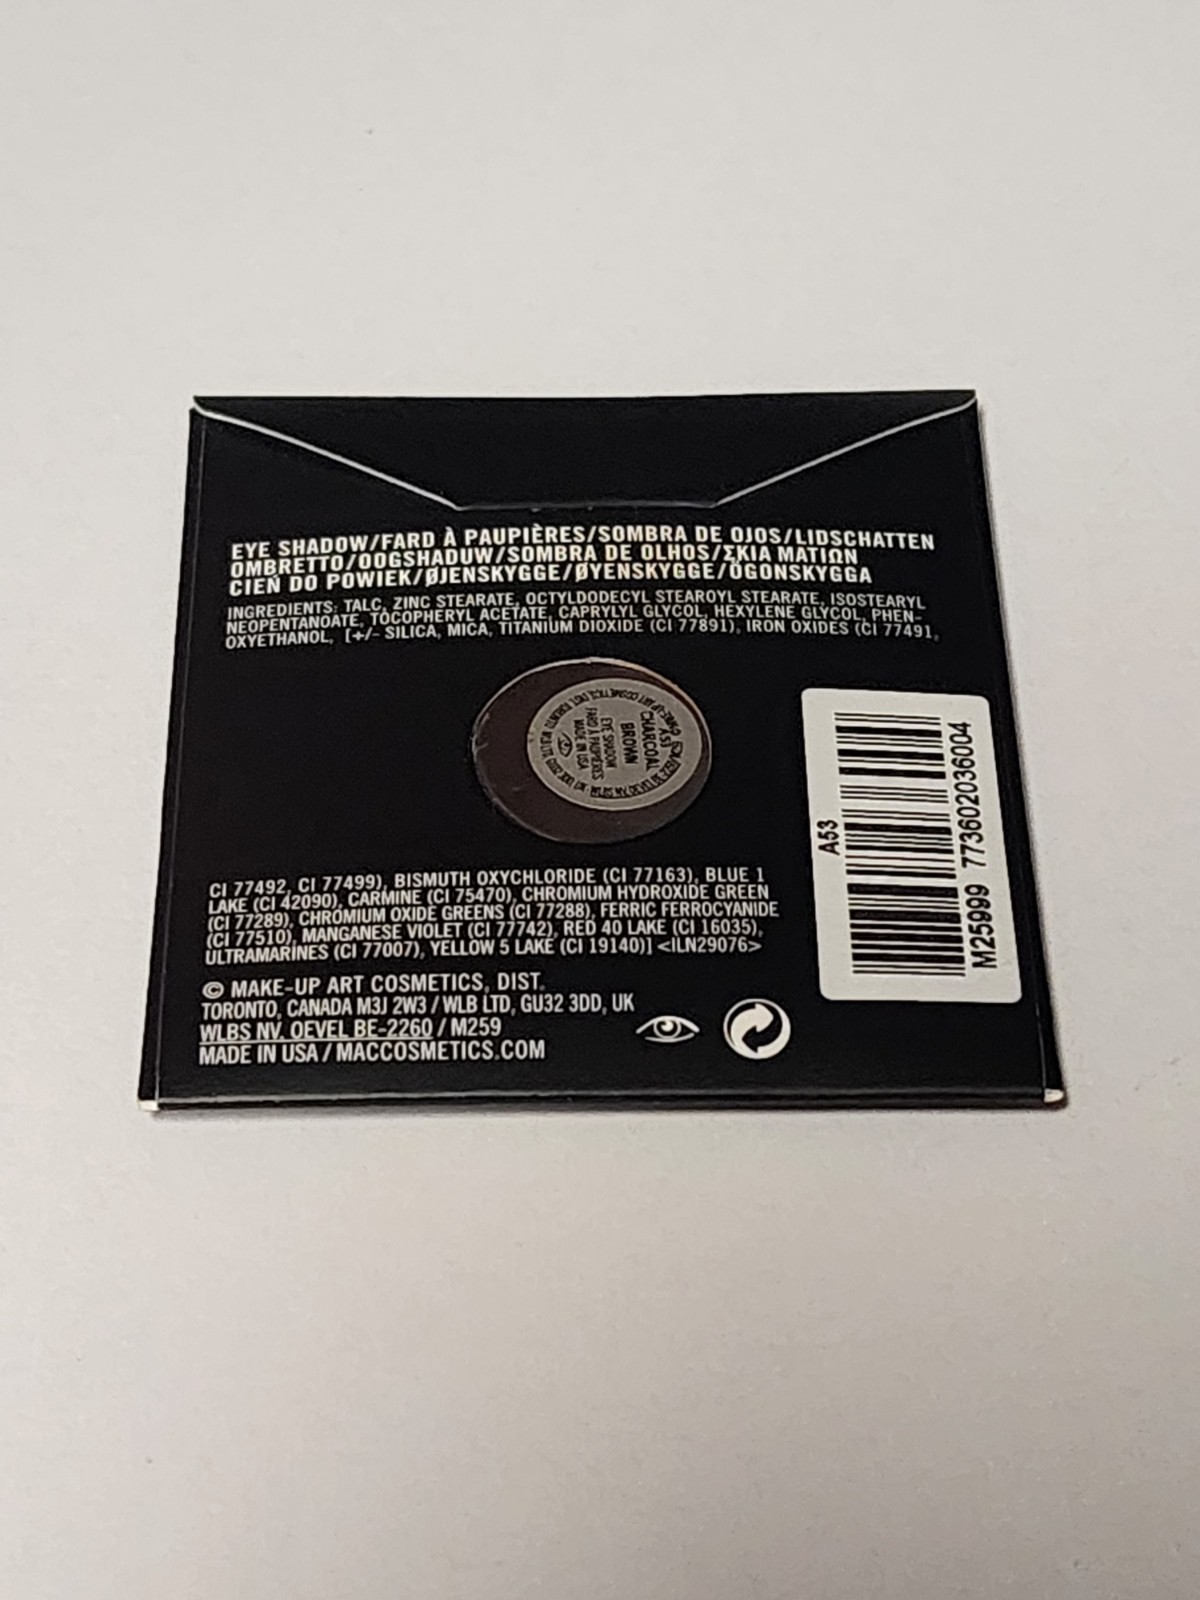 EYE SHADOW/FARD À PAUPIÈRES/SOMBRA DE OJOS/LIDSCHATTEN
OMBRETTO/OOGSHADUW/SOMBRA DE OLHOS/ΣΚΙΑ ΜΑΤΙΩΝ
CIEŃ DO POWIEK/ØJENSKYGGE/ØYENSKYGGE/ÖGONSKYGGA
INGREDIENTS: TALC, ZINC STEARATE, OCTYLDODECYL STEAROYL STEARATE, ISOSTEARYL
NEOPENTANOATE, TOCOPHERYL ACETATE, CAPRYLYL GLYCOL, HEXYLENE GLYCOL, PHEN-
OXYETHANOL, [+/- SILICA, MICA, TITANIUM DIOXIDE (CI 77891), IRON OXIDES (CI 77491,
A53
CHARCOAL
BROWN
EYE SHADOW
FARD À PAUPIÈRES
MADE IN USA
CI 77492, CI 77499), BISMUTH OXYCHLORIDE (CI 77163), BLUE 1
LAKE (CI 42090), CARMINE (CI 75470), CHROMIUM HYDROXIDE GREEN
(CI 77289), CHROMIUM OXIDE GREENS (CI 77288), FERRIC FERROCYANIDE
(CI 77510), MANGANESE VIOLET (CI 77742), RED 40 LAKE (CI 16035),
ULTRAMARINES (CI 77007), YELLOW 5 LAKE (CI 19140)] <ILN29076>
© MAKE-UP ART COSMETICS, DIST.
TORONTO, CANADA M3J 2W3 / WLB LTD, GU32 3DD, UK
WLBS NV. OEVEL BE-2260 / M259
MADE IN USA / MACCOSMETICS.COM
A53
M25999 773602036004